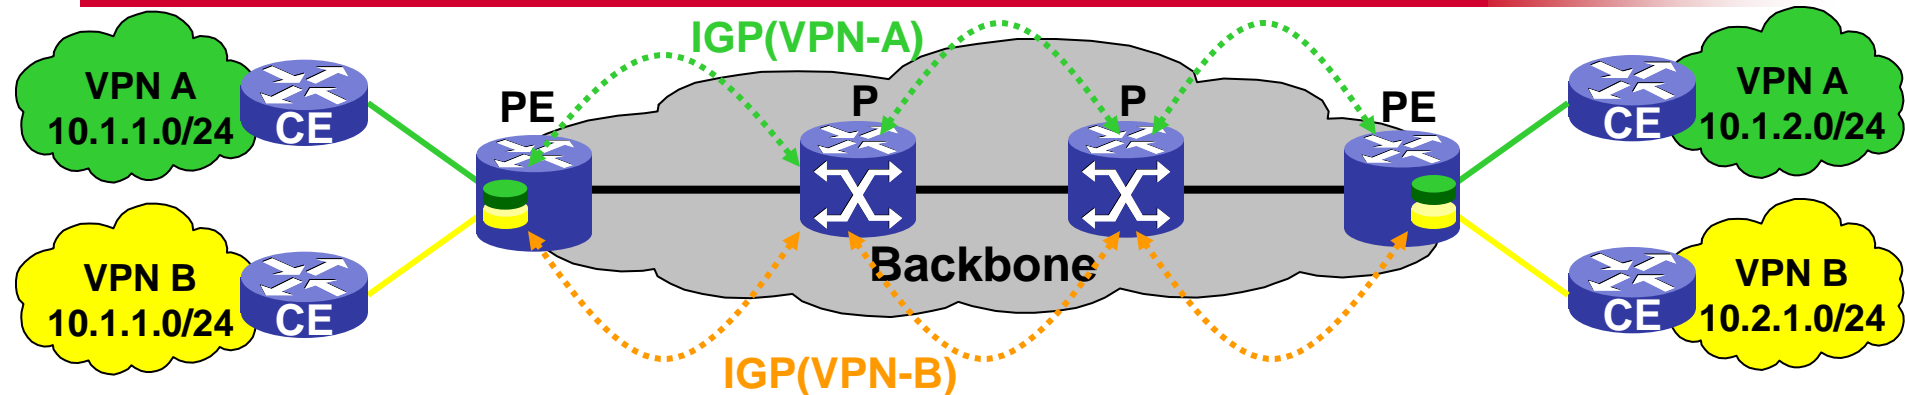 IGP(VPN-A)
VPN A
10.1.1.0/24
CE
PE
P
P
PE
CE
VPN A
10.1.2.0/24
VPN B
10.1.1.0/24
CE
Backbone
CE
VPN B
10.2.1.0/24
IGP(VPN-B)